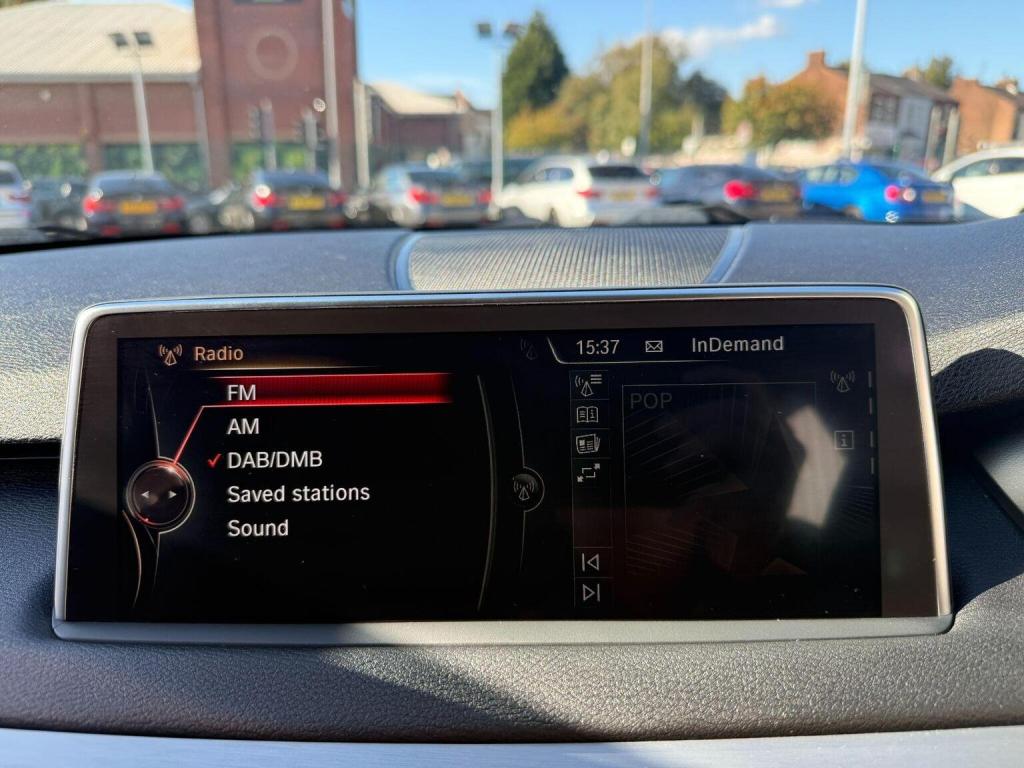 Radio
15:37 InDemand
FM
AM
✓ DAB/DMB
Saved stations
Sound
POP